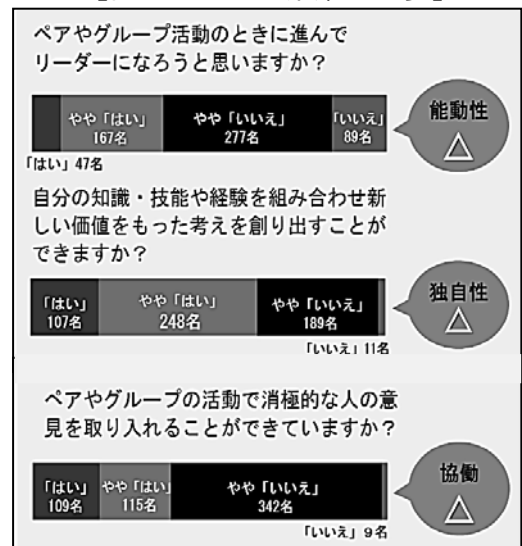 ペアやグループ活動のときに進んで
リーダーになろうと思いますか？
やや「はい」
167名
やや「いいえ」
277名
「いいえ」
89名
「はい」47名
能動性
△
自分の知識・技能や経験を組み合わせ新
しい価値をもった考えを創り出すことが
できますか？
「はい」
107名
やや「はい」
248名
やや「いいえ」
189名
「いいえ」11名
独自性
△
ペアやグループの活動で消極的な人の意
見を取り入れることができていますか？
「はい」
109名
やや「はい」
115名
やや「いいえ」
342名
「いいえ」9名
協働
△